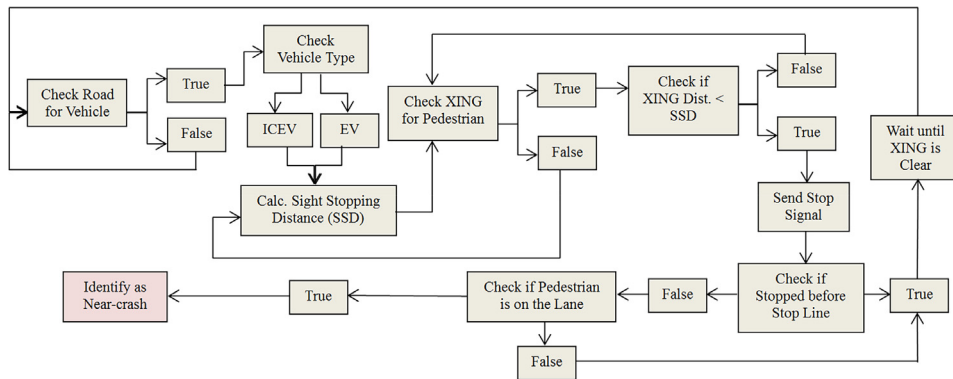 Check
Vehicle Type
Check Road
for Vehicle
True
False
ICEV
EV
Calc. Sight Stopping
Distance (SSD)
Check XING
for Pedestrian
True
False
Check if
XING Dist. <
SSD
False
True
Wait until
XING is
Clear
Send Stop
Signal
Identify as
Near-crash
True
Check if Pedestrian
is on the Lane
False
Check if
Stopped before
Stop Line
True
False